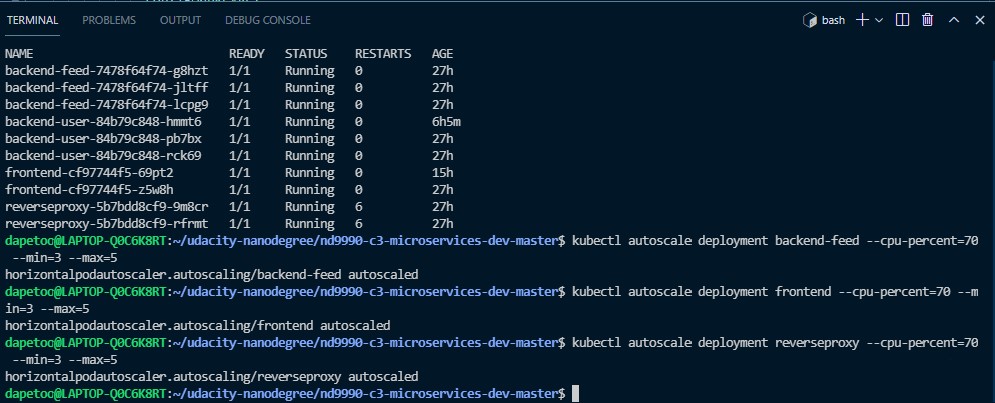 TERMINAL PROBLEMS OUTPUT DEBUG CONSOLE bash
NAME READY STATUS RESTARTS AGE
backend-feed-7478f64f74-g8hzt 1/1 Running 0 27h
backend-feed-7478f64f74-jltff 1/1 Running 0 27h
backend-feed-7478f64f74-lcpg9 1/1 Running 0 27h
backend-user-84b79c848-hmmt6 1/1 Running 0 6h5m
backend-user-84b79c848-pb7bx 1/1 Running 0 27h
backend-user-84b79c848-rck69 1/1 Running 0 27h
frontend-cf97744f5-69pt2 1/1 Running 0 15h
frontend-cf97744f5-z5w8h 1/1 Running 0 27h
reverseproxy-5b7bdd8cf9-9m8cr 1/1 Running 6 27h
reverseproxy-5b7bdd8cf9-rfrmt 1/1 Running 6 27h
dapetoo@LAPTOP-Q0C6K8RT:~/udacity-nanodegree/nd9990-c3-microservices-dev-master$ kubectl autoscale deployment backend-feed --cpu-percent=70
--min=3 --max=5
horizontalpodautoscaler.autoscaling/backend-feed autoscaled
dapetoo@LAPTOP-Q0C6K8RT:~/udacity-nanodegree/nd9990-c3-microservices-dev-master$ kubectl autoscale deployment frontend --cpu-percent=70 --m
in=3 --max=5
horizontalpodautoscaler.autoscaling/frontend autoscaled
dapetoo@LAPTOP-Q0C6K8RT:~/udacity-nanodegree/nd9990-c3-microservices-dev-master$ kubectl autoscale deployment reverseproxy --cpu-percent=70
--min=3 --max=5
horizontalpodautoscaler.autoscaling/reverseproxy autoscaled
dapetoo@LAPTOP-Q0C6K8RT:~/udacity-nanodegree/nd9990-c3-microservices-dev-master$